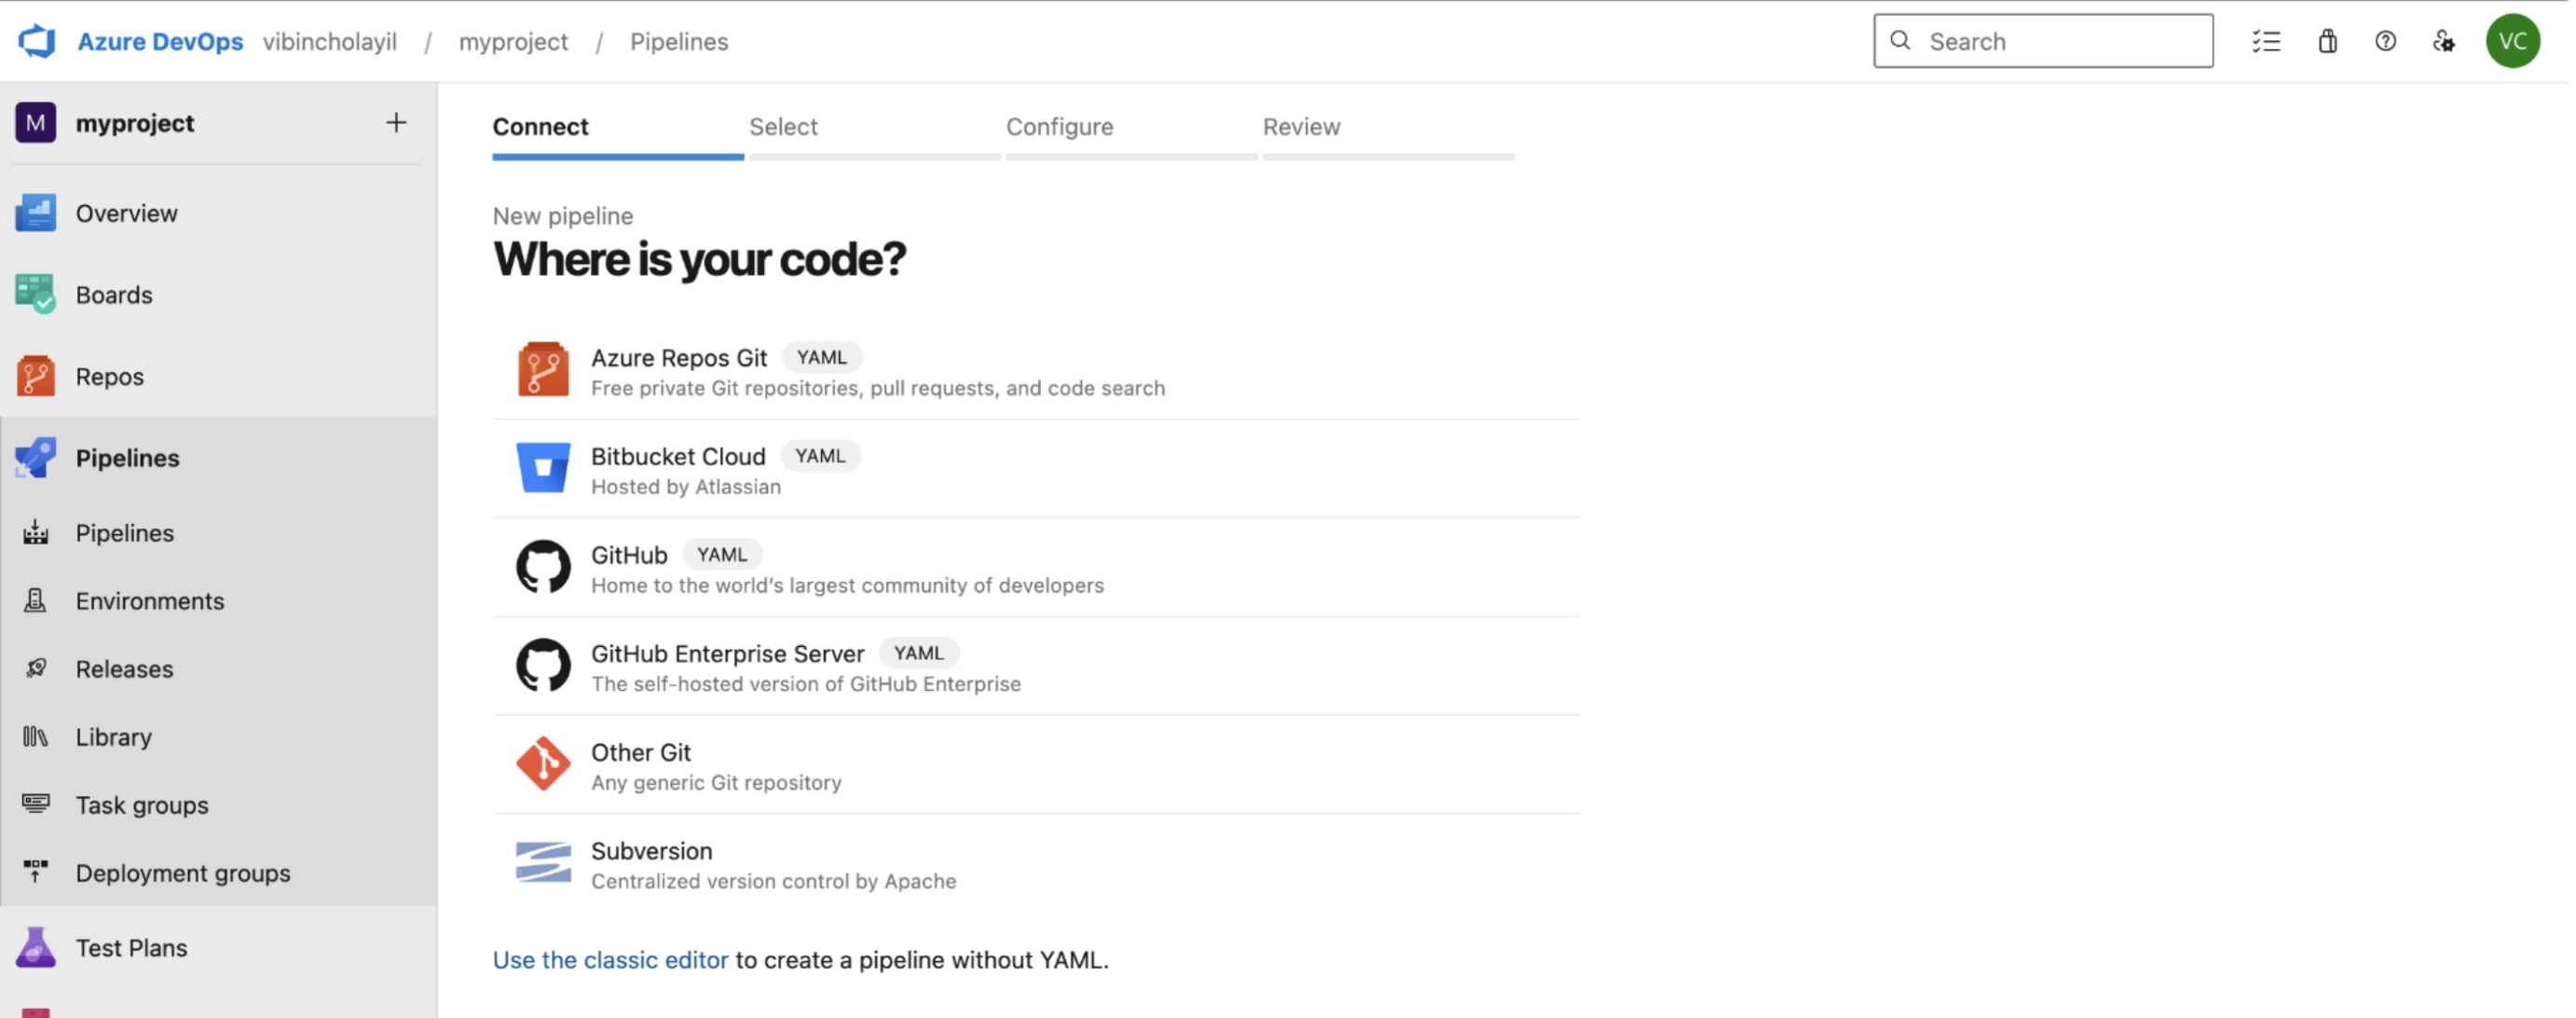 Azure DevOps vibincholayil / myproject / Pipelines
Search
VC
M myproject
Overview
Boards
Repos
Pipelines
Pipelines
Environments
Releases
Library
Task groups
Deployment groups
Test Plans
Connect Select Configure Review
New pipeline
Where is your code?
Azure Repos Git YAML
Free private Git repositories, pull requests, and code search
Bitbucket Cloud YAML
Hosted by Atlassian
GitHub YAML
Home to the world's largest community of developers
GitHub Enterprise Server YAML
The self-hosted version of GitHub Enterprise
Other Git
Any generic Git repository
Subversion
Centralized version control by Apache
Use the classic editor to create a pipeline without YAML.